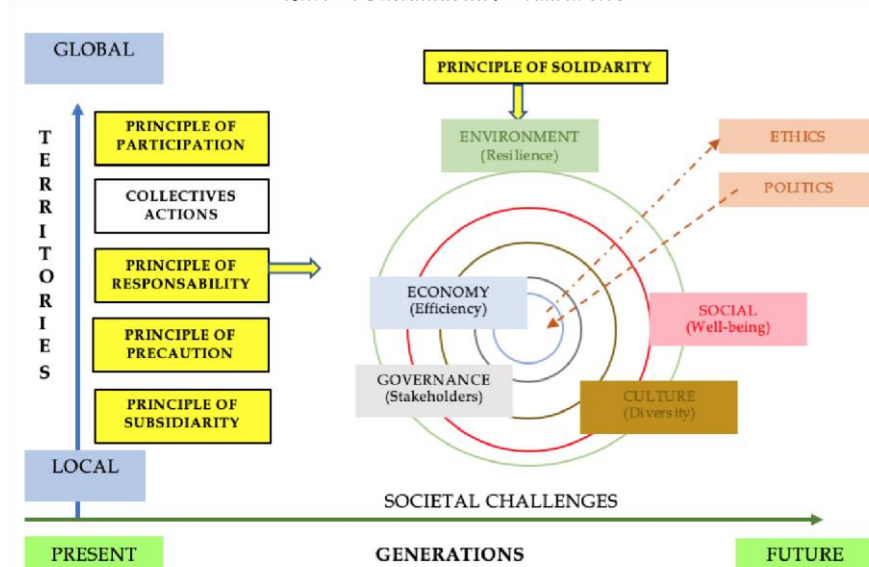 GLOBAL
PRINCIPLE OF SOLIDARITY
TERRITORIES
PRINCIPLE OF
PARTICIPATION
ENVIRONMENT
(Resilience)
ETHICS
COLLECTIVES
ACTIONS
POLITICS
PRINCIPLE OF
RESPONSABILITY
ECONOMY
(Efficiency)
SOCIAL
(Well-being)
PRINCIPLE OF
PRECAUTION
GOVERNANCE
(Stakeholders)
CULTURE
(Diversity)
PRINCIPLE OF
SUBSIDIARITY
LOCAL
SOCIETAL CHALLENGES
PRESENT
GENERATIONS
FUTURE